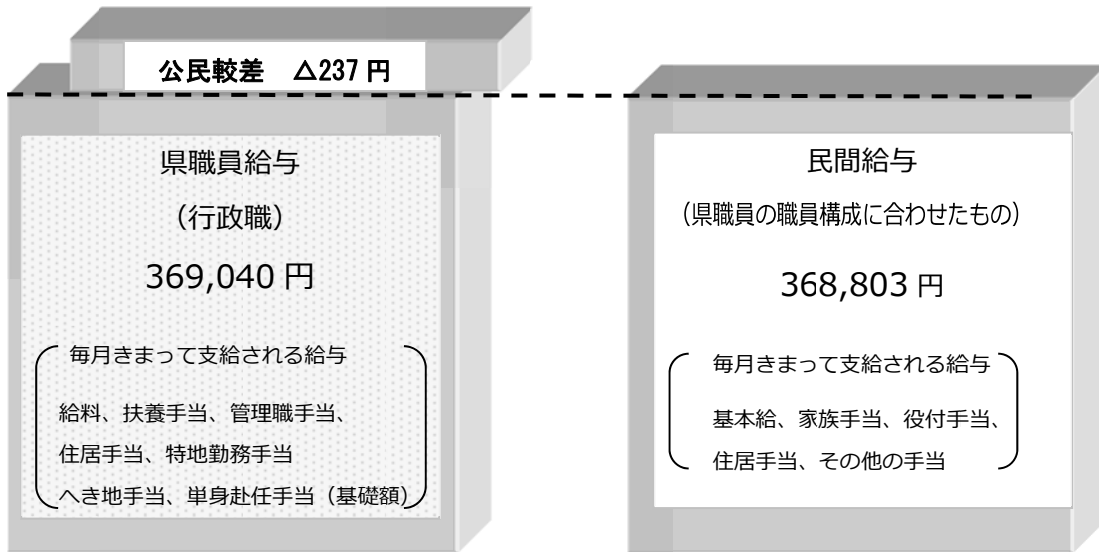 公民較差　△237 円
県職員給与
（行政職）
369,040 円
毎月きまって支給される給与
給料、扶養手当、管理職手当、
住居手当、特地勤務手当
へき地手当、単身赴任手当（基礎額）
民間給与
（県職員の職員構成に合わせたもの）
368,803 円
毎月きまって支給される給与
基本給、家族手当、役付手当、
住居手当、その他の手当